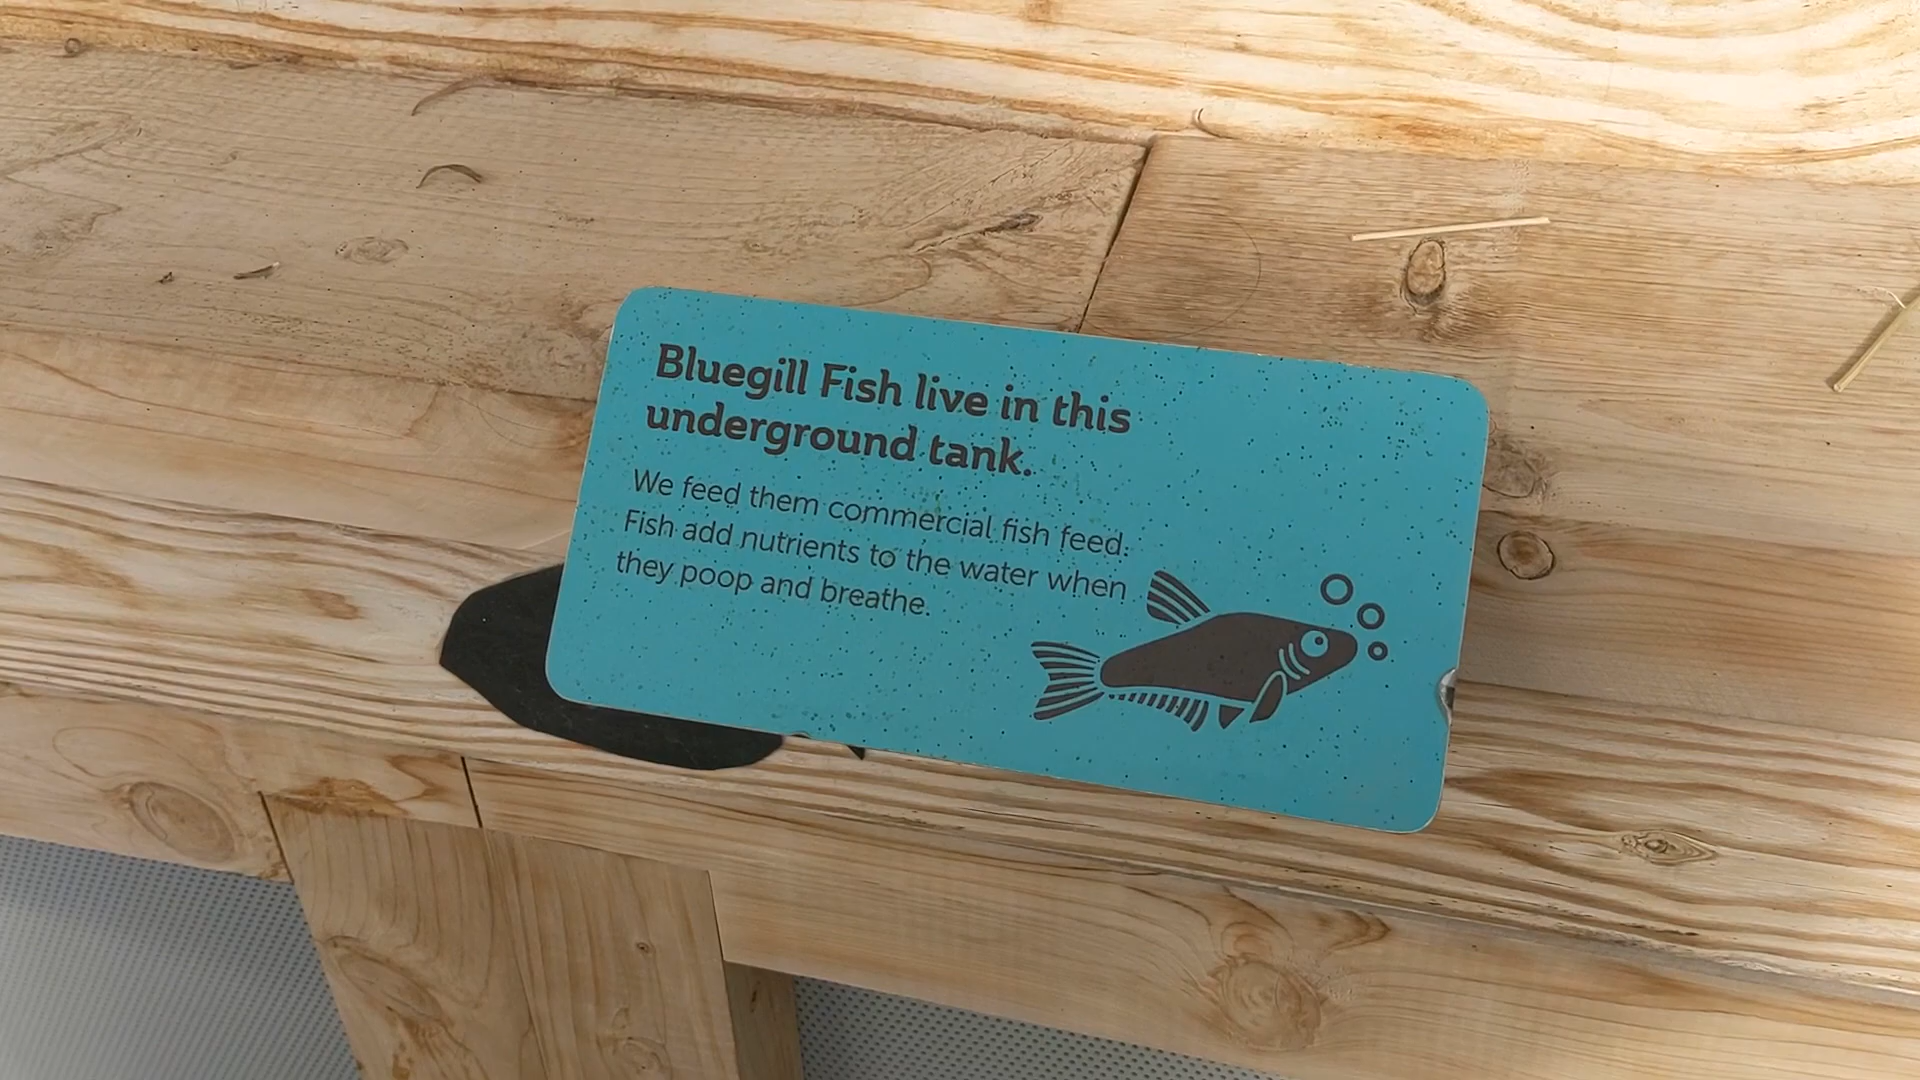 Bluegill Fish live in this
underground tank.
We feed them commercial fish feed.
Fish add nutrients to the water when
they poop and breathe.